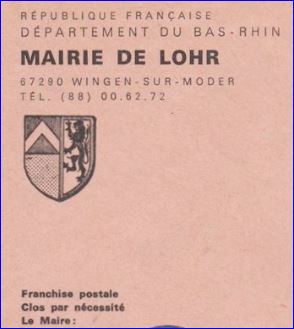 RÉPUBLIQUE FRANÇAISE
DÉPARTEMENT DU BAS-RHIN
MAIRIE DE LOHR
67290 WINGEN-SUR-MODER
TÉL. (88) 00.62.72
Franchise postale
Clos par nécessité
Le Maire: